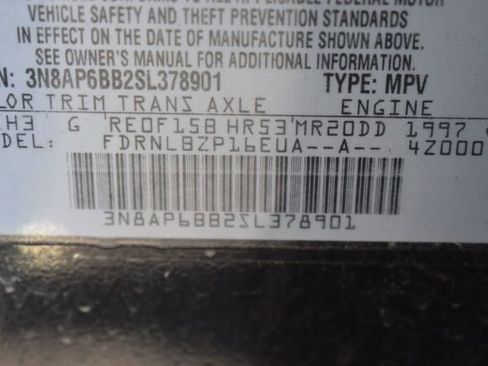 VEHICLE SAFETY AND THEFT PREVENTION STANDARDS
IN EFFECT ON THE DATE OF MANUFACTURE SHOWN ABOVE.
SEE OWNER'S MANUAL FOR ADDITIONAL INFORMATION.
N: 3N8AP6BB2SL378901 TYPE: MPV
LOR TRIM TRANS AXLE ENGINE
H3 G RE0F15B HR53 MR20DD 1997
DEL: FDRNLBZP16EUA--A-- 4Z000
3N8AP6BB2SL378901